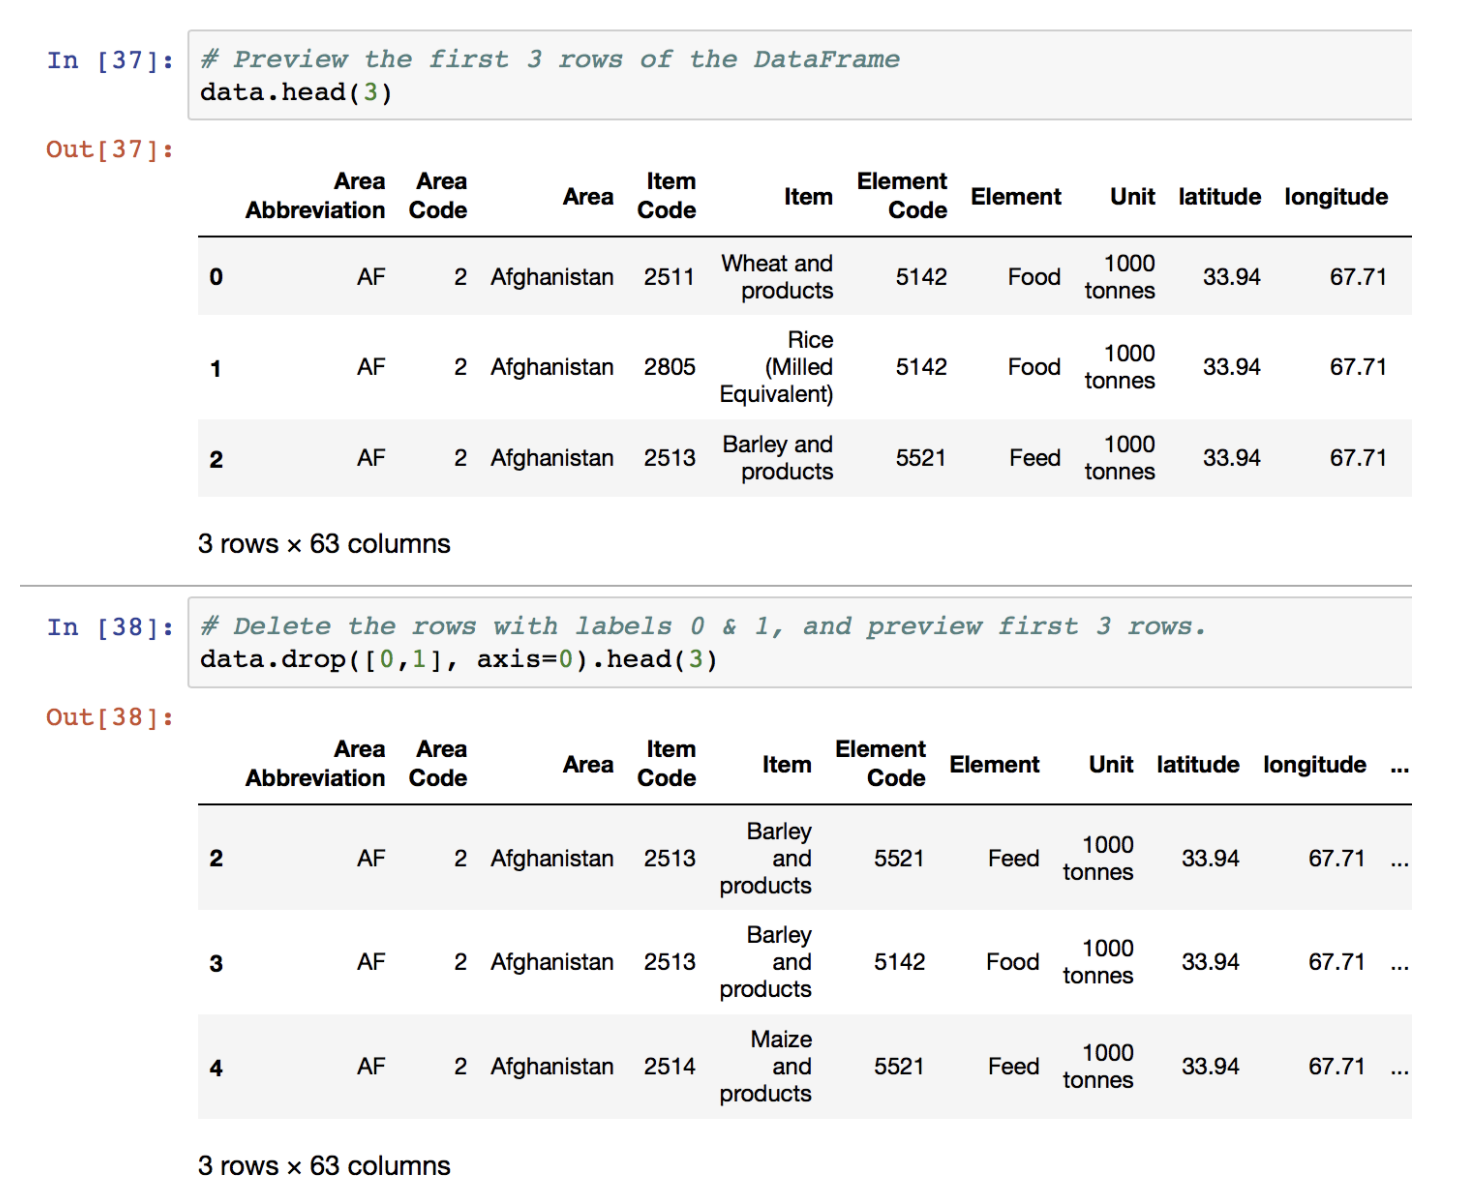 In [37]: # Preview the first 3 rows of the DataFrame
data.head(3)
Out[37]:
Area Abbreviation Area Code Area Item Code Item Element Code Element Unit latitude longitude
0 AF 2 Afghanistan 2511 Wheat and products 5142 Food 1000 tonnes 33.94 67.71
1 AF 2 Afghanistan 2805 Rice (Milled Equivalent) 5142 Food 1000 tonnes 33.94 67.71
2 AF 2 Afghanistan 2513 Barley and products 5521 Feed 1000 tonnes 33.94 67.71
3 rows × 63 columns
In [38]: # Delete the rows with labels 0 & 1, and preview first 3 rows.
data.drop([0,1], axis=0).head(3)
Out[38]:
Area Abbreviation Area Code Area Item Code Item Element Code Element Unit latitude longitude ...
2 AF 2 Afghanistan 2513 Barley and products 5521 Feed 1000 tonnes 33.94 67.71 ...
3 AF 2 Afghanistan 2513 Barley and products 5142 Food 1000 tonnes 33.94 67.71 ...
4 AF 2 Afghanistan 2514 Maize and products 5521 Feed 1000 tonnes 33.94 67.71 ...
3 rows × 63 columns